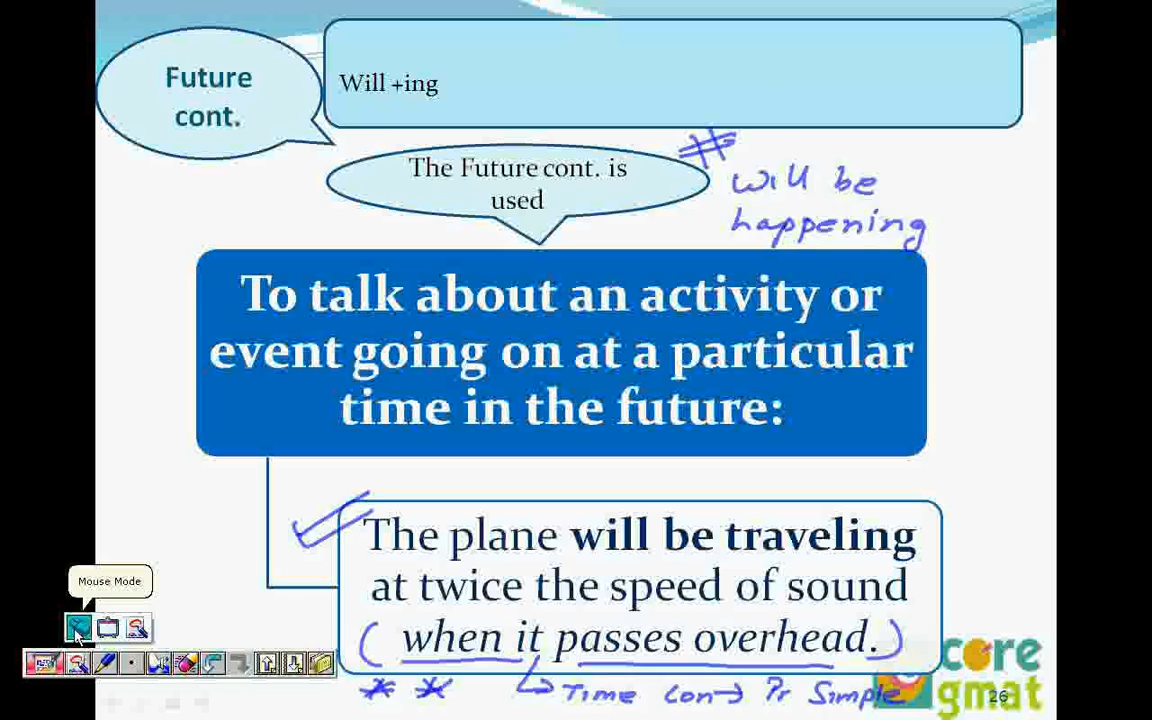 Future
cont.
Will +ing
The Future cont. is
used
will be
happening
To talk about an activity or
event going on at a particular
time in the future:
The plane will be traveling
at twice the speed of sound
(when it passes overhead.)
Time Con → Pr Simple
Mouse Mode
core
gmat
26